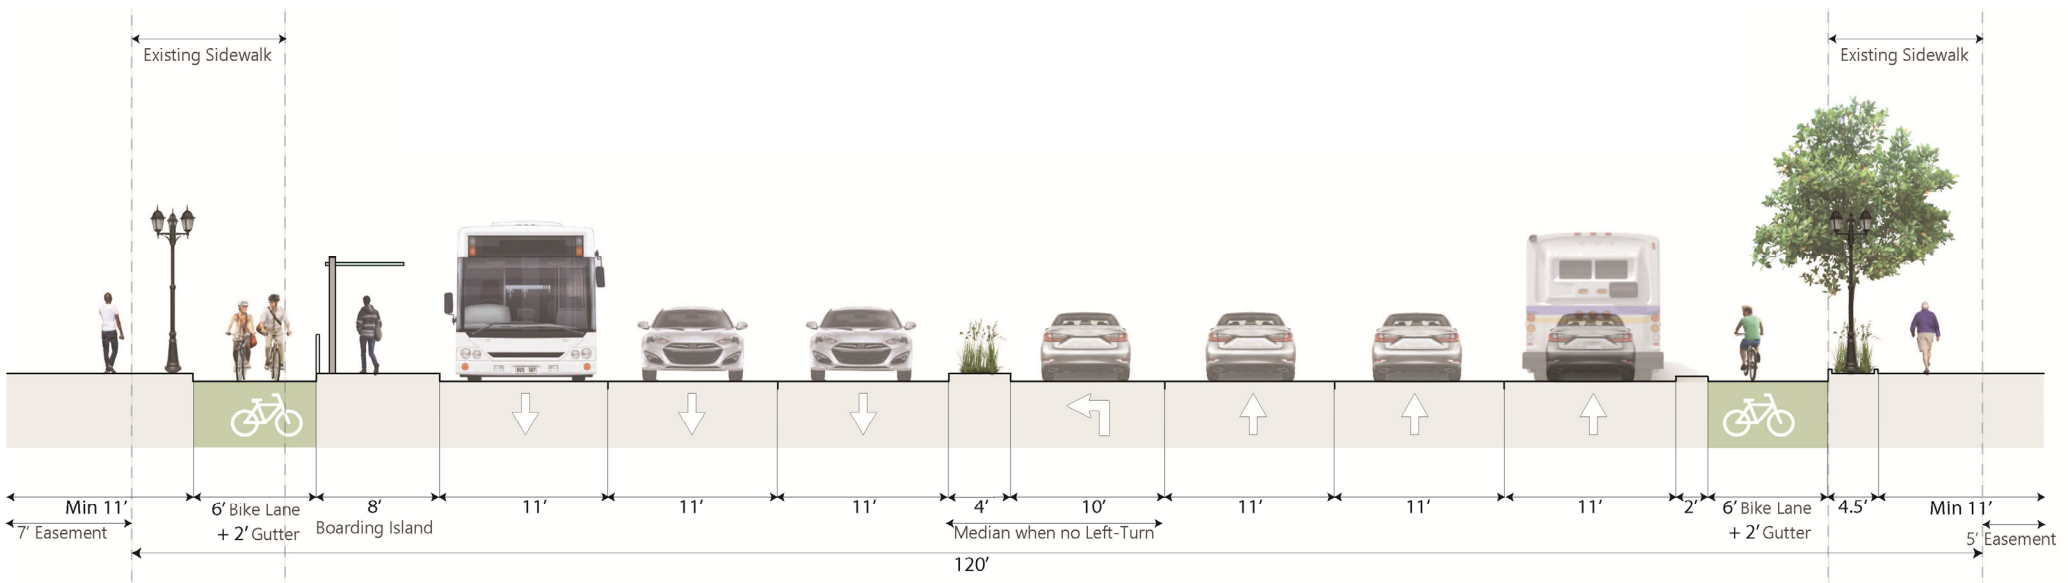 Existing Sidewalk
Existing Sidewalk
Min 11’
6’ Bike Lane
+ 2’ Gutter
8’
Boarding Island
11’
11’
11’
4’
10’
Median when no Left-Turn
11’
11’
11’
2’
6’ Bike Lane
+ 2’ Gutter
4.5’
Min 11’
7’ Easement
5’ Easement
120’